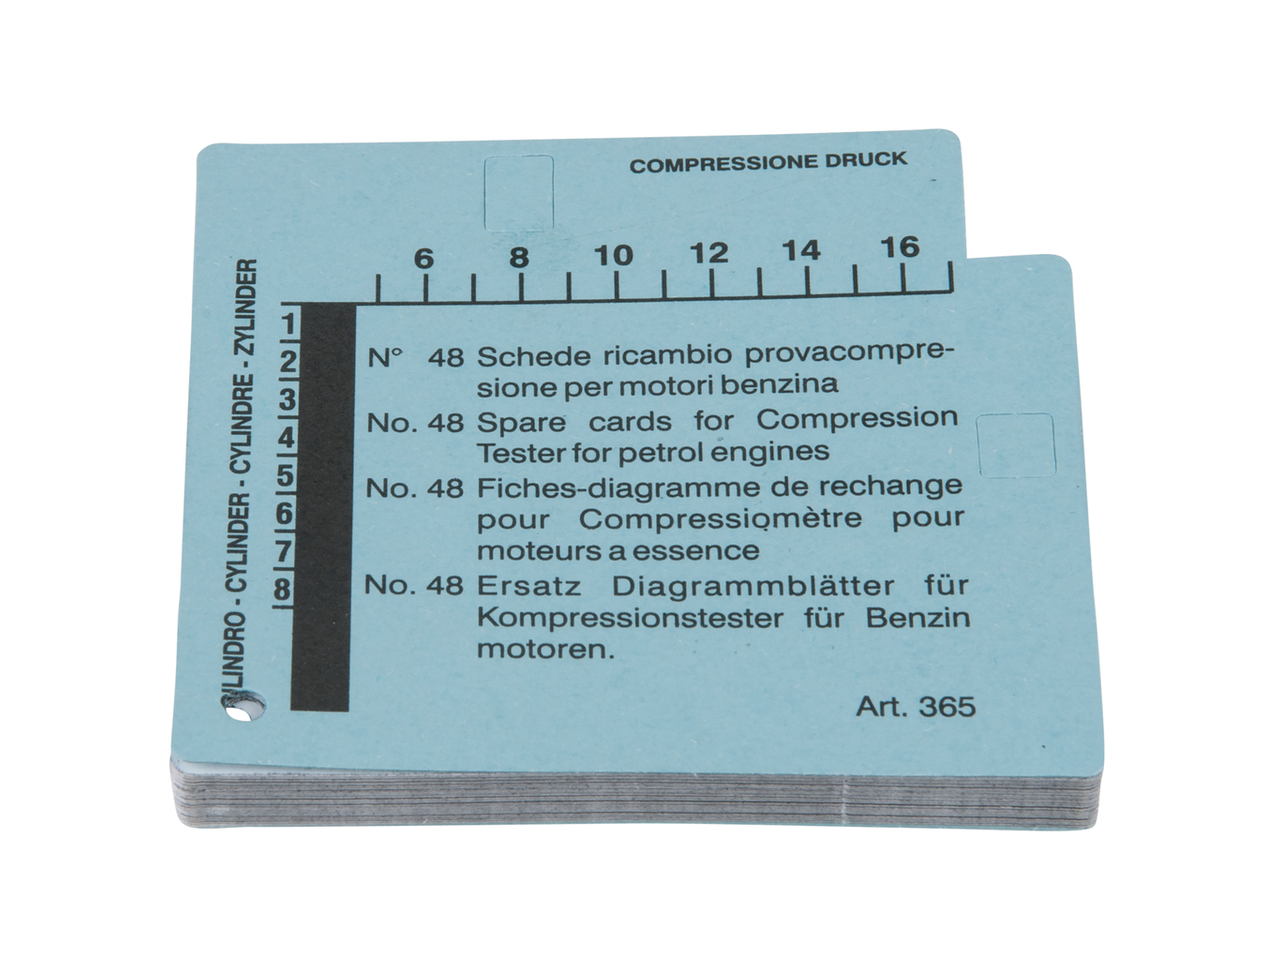 COMPRESSIONE DRUCK
6 8 10 12 14 16
CYLINDER - CYLINDRE - ZYLINDER
1
2
3
4
5
6
7
8
N° 48 Schede ricambio provacompre-
sione per motori benzina
No. 48 Spare cards for Compression
Tester for petrol engines
No. 48 Fiches-diagramme de rechange
pour Compressiomètre pour
moteurs a essence
No. 48 Ersatz Diagrammblätter für
Kompressionstester für Benzin
motoren.
Art. 365